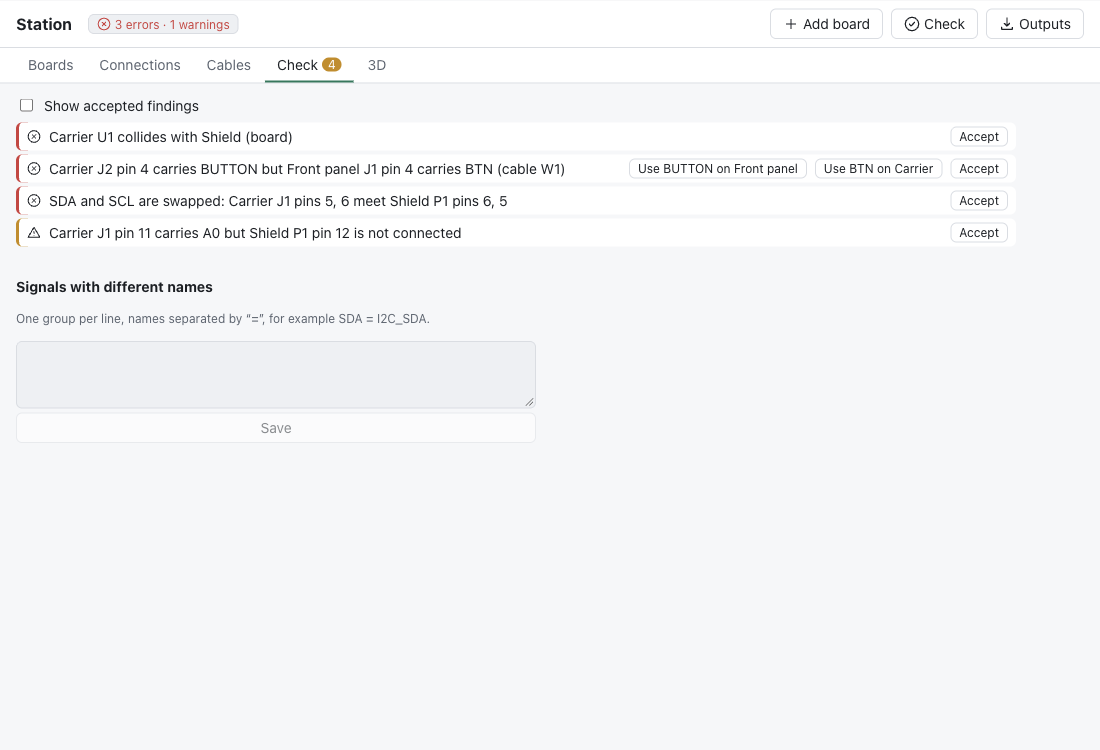 Station
3 errors · 1 warnings
Add board
Check
Outputs
Boards
Connections
Cables
Check 4
3D
Show accepted findings
Carrier U1 collides with Shield (board)
Accept
Carrier J2 pin 4 carries BUTTON but Front panel J1 pin 4 carries BTN (cable W1)
Use BUTTON on Front panel
Use BTN on Carrier
Accept
SDA and SCL are swapped: Carrier J1 pins 5, 6 meet Shield P1 pins 6, 5
Accept
Carrier J1 pin 11 carries A0 but Shield P1 pin 12 is not connected
Accept
Signals with different names
One group per line, names separated by “=”, for example SDA = I2C_SDA.
Save